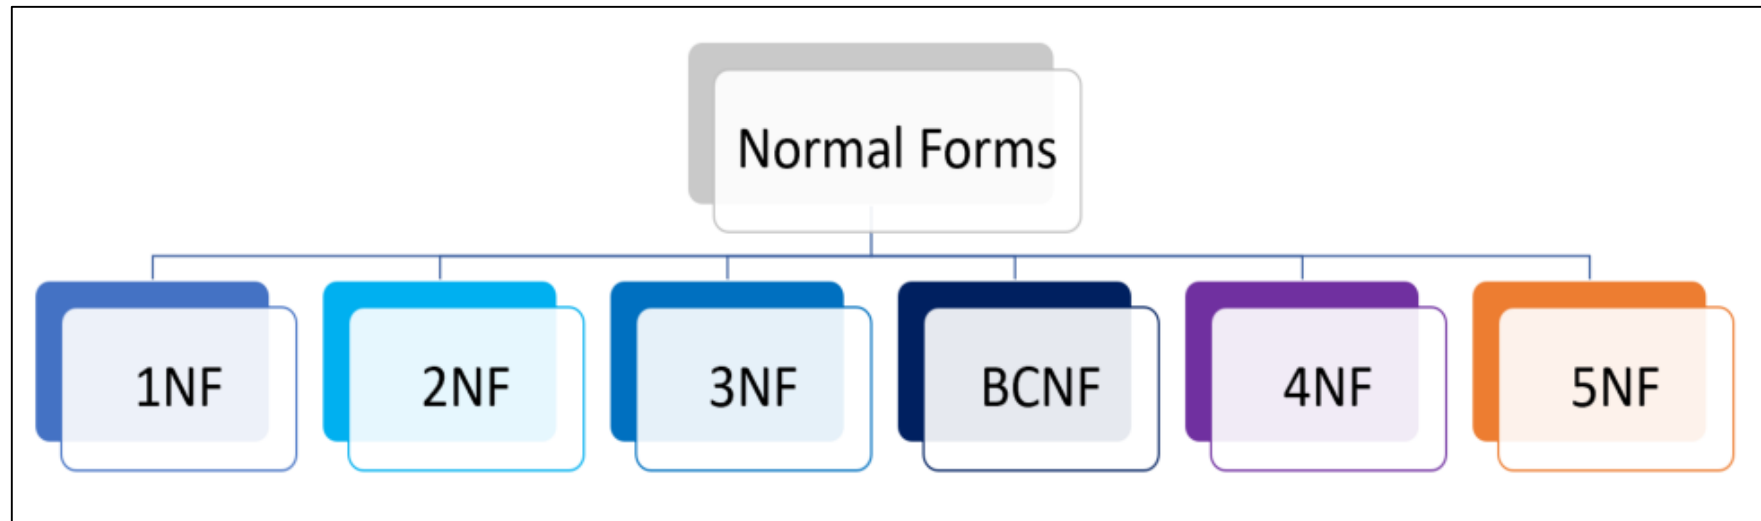 Normal Forms
1NF
2NF
3NF
BCNF
4NF
5NF